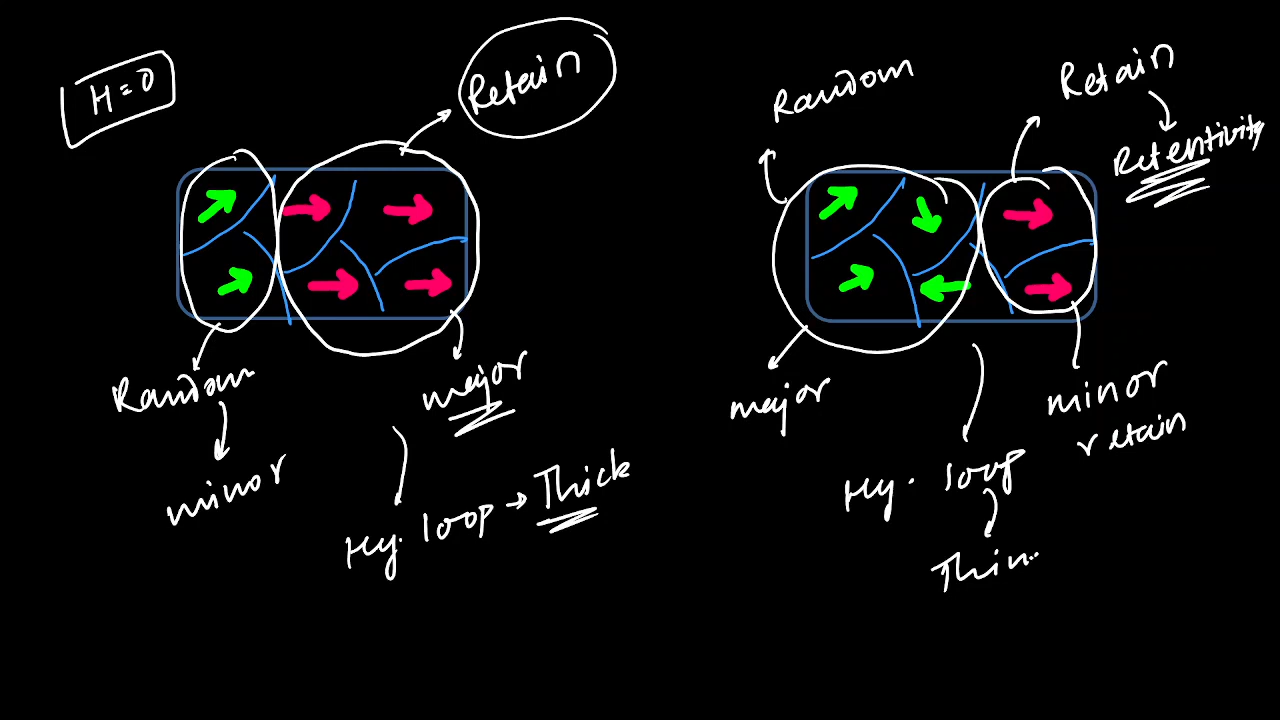 H=0
Retain
Random
minor
major
Hy. loop → Thick
Random
Retain
Retentivity
major
minor
retain
Hy. loop
Thin